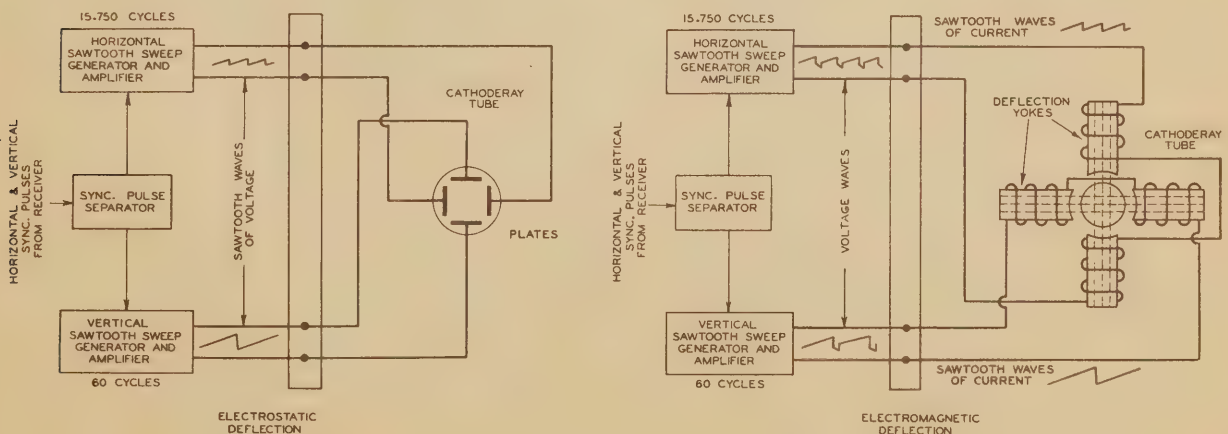 15.750 CYCLES
HORIZONTAL
SAWTOOTH SWEEP
GENERATOR AND
AMPLIFIER
HORIZONTAL & VERTICAL
SYNC. PULSES
FROM RECEIVER
SYNC. PULSE
SEPARATOR
SAWTOOTH WAVES
OF VOLTAGE
CATHODERAY
TUBE
PLATES
VERTICAL
SAWTOOTH SWEEP
GENERATOR AND
AMPLIFIER
60 CYCLES
ELECTROSTATIC
DEFLECTION
15.750 CYCLES
HORIZONTAL
SAWTOOTH SWEEP
GENERATOR AND
AMPLIFIER
SAWTOOTH WAVES
OF CURRENT
HORIZONTAL & VERTICAL
SYNC. PULSES
FROM RECEIVER
SYNC. PULSE
SEPARATOR
VOLTAGE WAVES
DEFLECTION
YOKES
CATHODERAY
TUBE
VERTICAL
SAWTOOTH SWEEP
GENERATOR AND
AMPLIFIER
60 CYCLES
SAWTOOTH WAVES
OF CURRENT
ELECTROMAGNETIC
DEFLECTION